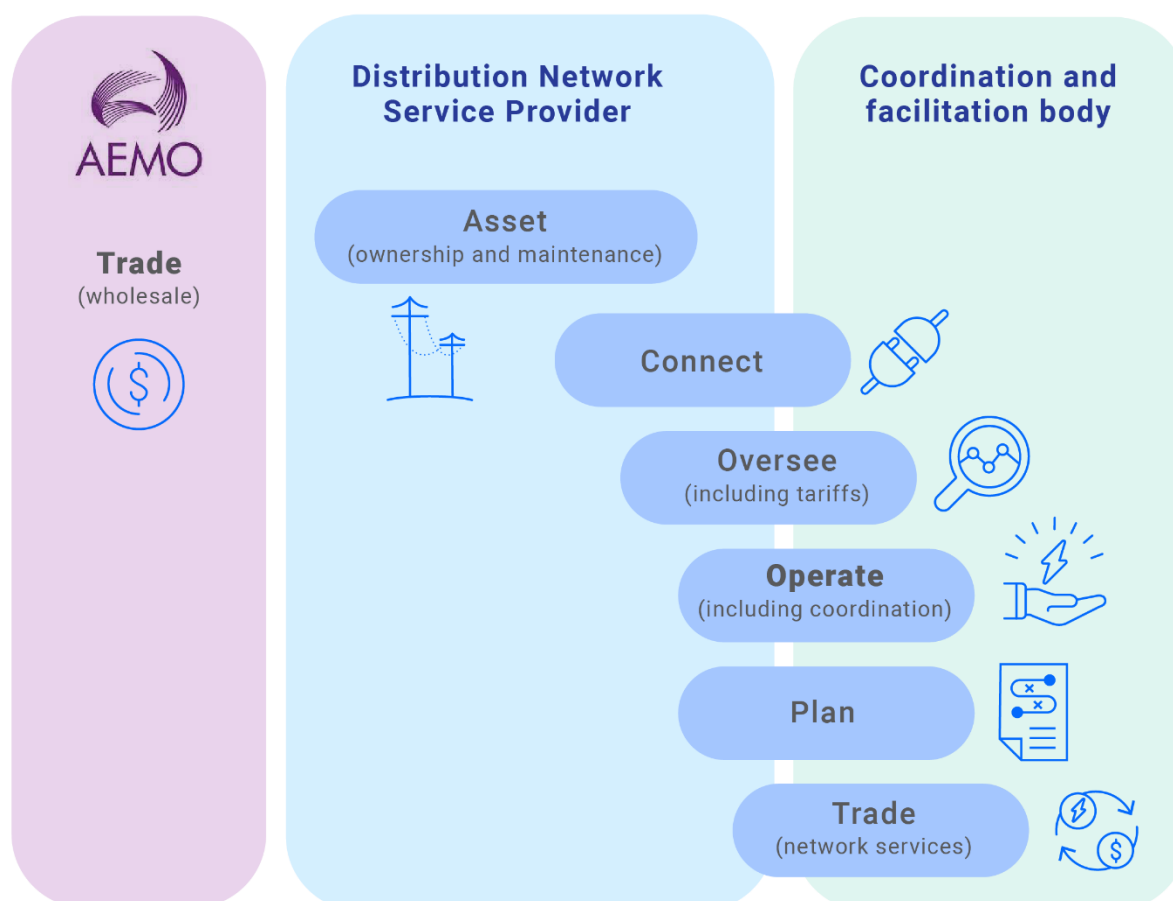 AEMO
Trade
(wholesale)
$
Distribution Network
Service Provider
Coordination and
facilitation body
Asset
(ownership and maintenance)
Connect
Oversee
(including tariffs)
Operate
(including coordination)
Plan
Trade
(network services)
$